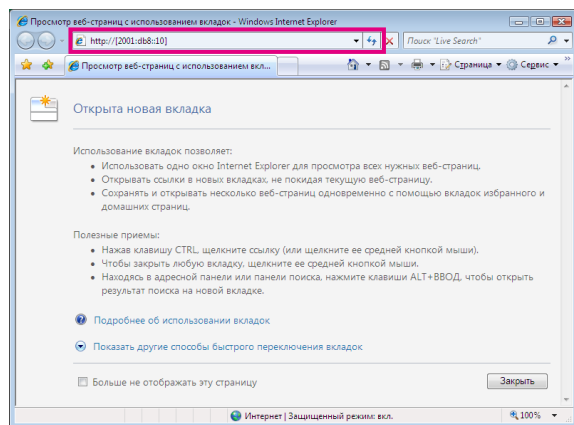 Просмотр веб-страниц с использованием вкладок - Windows Internet Explorer
http://[2001:db8::10]
Поиск "Live Search"
Просмотр веб-страниц с использованием вкл...
Страница
Сервис
Открыта новая вкладка
Использование вкладок позволяет:
• Использовать одно окно Internet Explorer для просмотра всех нужных веб-страниц.
• Открывать ссылки в новых вкладках, не покидая текущую веб-страницу.
• Сохранять и открывать несколько веб-страниц одновременно с помощью вкладок избранного и
домашних страниц.
Полезные приемы:
• Нажав клавишу CTRL, щелкните ссылку (или щелкните ее средней кнопкой мыши).
• Чтобы закрыть любую вкладку, щелкните ее средней кнопкой мыши.
• Находясь в адресной панели или панели поиска, нажмите клавиши ALT+ВВОД, чтобы открыть
результат поиска на новой вкладке.
Подробнее об использовании вкладок
Показать другие способы быстрого переключения вкладок
Больше не отображать эту страницу
Закрыть
Интернет | Защищенный режим: вкл.
100%